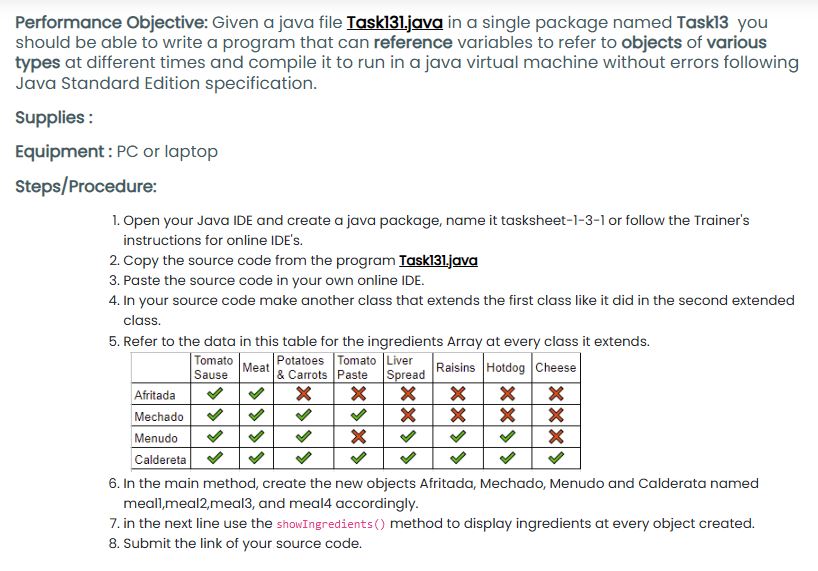 Performance Objective: Given a java file Task131.java in a single package named Task13 you
should be able to write a program that can reference variables to refer to objects of various
types at different times and compile it to run in a java virtual machine without errors following
Java Standard Edition specification.
Supplies :
Equipment : PC or laptop
Steps/Procedure:
1. Open your Java IDE and create a java package, name it tasksheet-1-3-1 or follow the Trainer's
instructions for online IDE's.
2. Copy the source code from the program Task131.java
3. Paste the source code in your own online IDE.
4. In your source code make another class that extends the first class like it did in the second extended
class.
5. Refer to the data in this table for the ingredients Array at every class it extends.
Tomato Sause Meat Potatoes & Carrots Tomato Paste Liver Spread Raisins Hotdog Cheese
Afritada ✔ ✔ ✘ ✘ ✘ ✘ ✘ ✘
Mechado ✔ ✔ ✔ ✔ ✘ ✘ ✘ ✘
Menudo ✔ ✔ ✔ ✘ ✔ ✔ ✔ ✘
Caldereta ✔ ✔ ✔ ✔ ✔ ✔ ✔ ✔
6. In the main method, create the new objects Afritada, Mechado, Menudo and Calderata named
meal1,meal2,meal3, and meal4 accordingly.
7. in the next line use the showIngredients() method to display ingredients at every object created.
8. Submit the link of your source code.